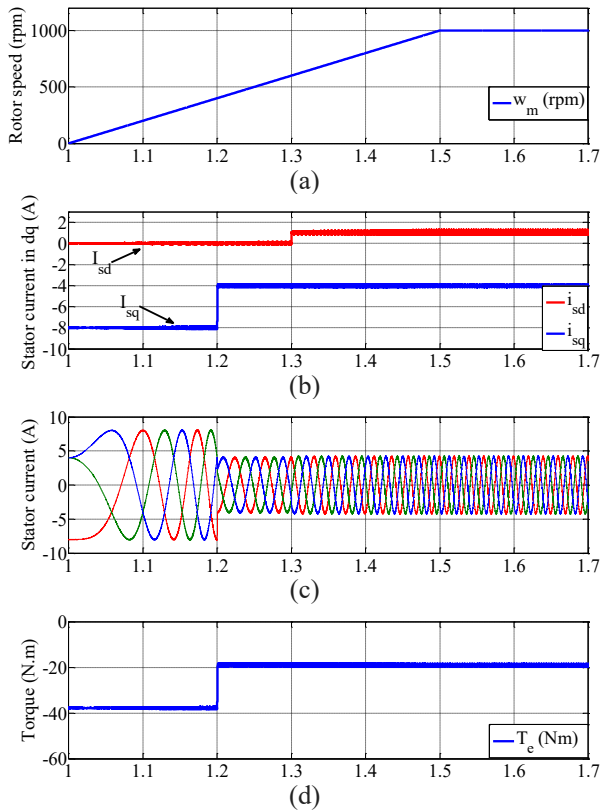 Rotor speed (rpm)
1000
500
0
w_m (rpm)
1 1.1 1.2 1.3 1.4 1.5 1.6 1.7
(a)
Stator current in dq (A)
2
0
-2
-4
-6
-8
-10
I_sd
I_sq
i_sd
i_sq
1 1.1 1.2 1.3 1.4 1.5 1.6 1.7
(b)
Stator current (A)
10
5
0
-5
-10
1 1.1 1.2 1.3 1.4 1.5 1.6 1.7
(c)
Torque (N.m)
0
-20
-40
-60
T_e (Nm)
1 1.1 1.2 1.3 1.4 1.5 1.6 1.7
(d)